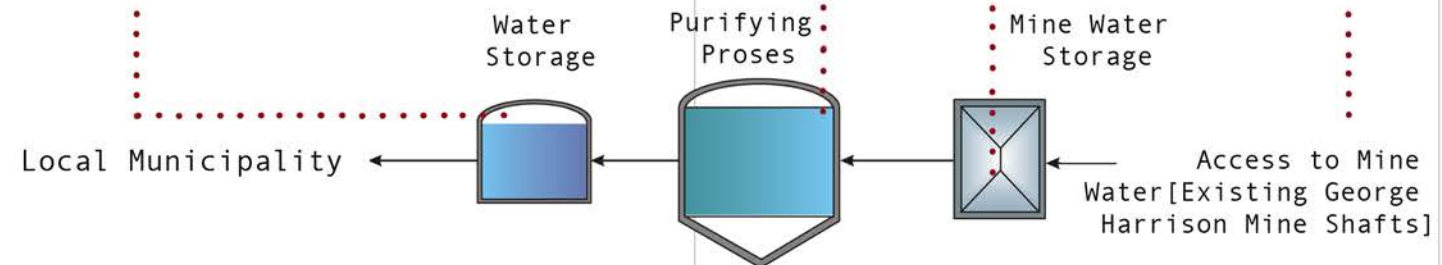 Water
Storage
Purifying
Proses
Mine Water
Storage
Local Municipality
Access to Mine
Water[Existing George
Harrison Mine Shafts]